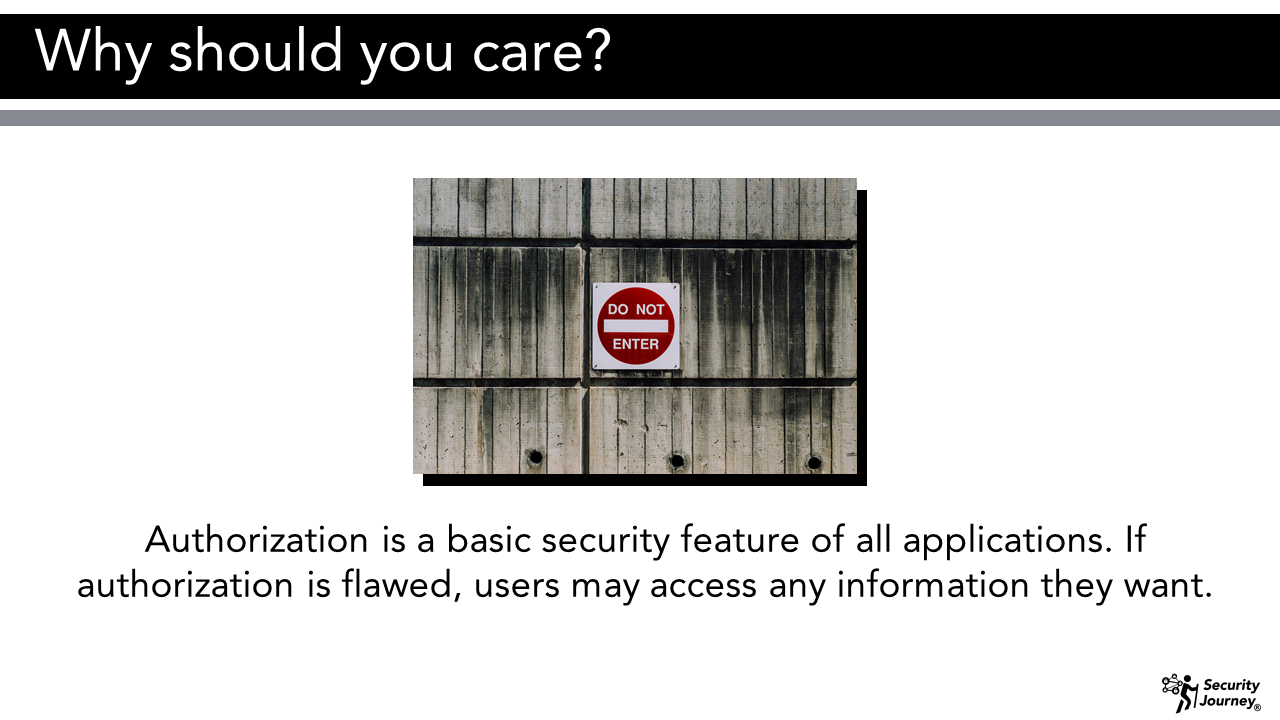 Why should you care?
DO NOT
ENTER
Authorization is a basic security feature of all applications. If
authorization is flawed, users may access any information they want.
Security
Journey®